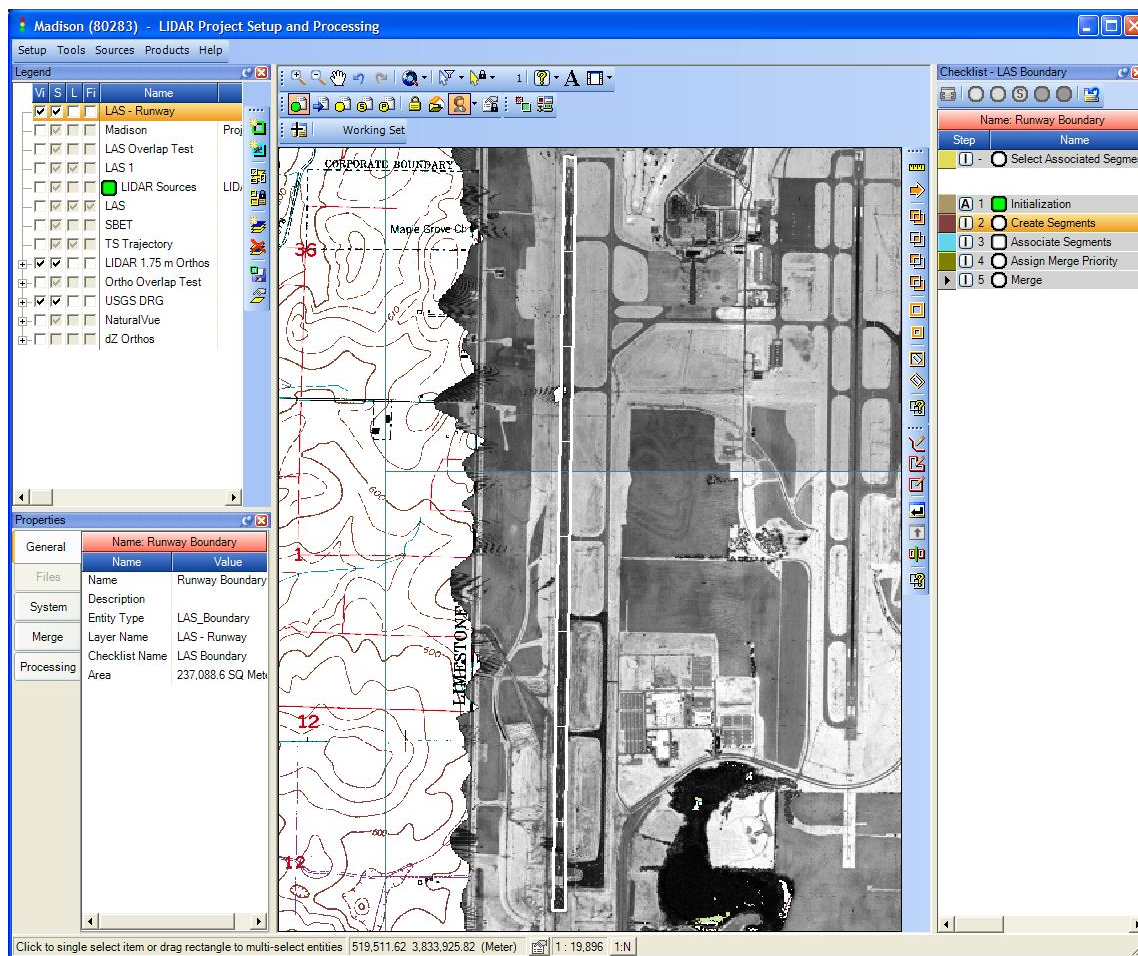 Madison (80283) - LIDAR Project Setup and Processing
Setup Tools Sources Products Help
Legend
Vi S L Fi Name
LAS - Runway
Madison Proj
LAS Overlap Test
LAS 1
LIDAR Sources LID
LAS
SBET
TS Trajectory
LIDAR 1.75 m Orthos
Ortho Overlap Test
USGS DRG
NaturalVue
dZ Orthos
Properties
General
Files
System
Merge
Processing
Name: Runway Boundary
Name Value
Name Runway Boundary
Description
Entity Type LAS_Boundary
Layer Name LAS - Runway
Checklist Name LAS Boundary
Area 237,088.6 SQ Mete
1
Working Set
CORPORATE BOUNDARY
Maple Grove Ch
36
610
600
1
600
LIMESTONE
12
600
12
Checklist - LAS Boundary
Name: Runway Boundary
Step Name
I - Select Associated Segme
A 1 Initialization
I 2 Create Segments
I 3 Associate Segments
I 4 Assign Merge Priority
I 5 Merge
Click to single select item or drag rectangle to multi-select entities 519,511.62 3,833,925.82 (Meter) 1 : 19,896 1:N